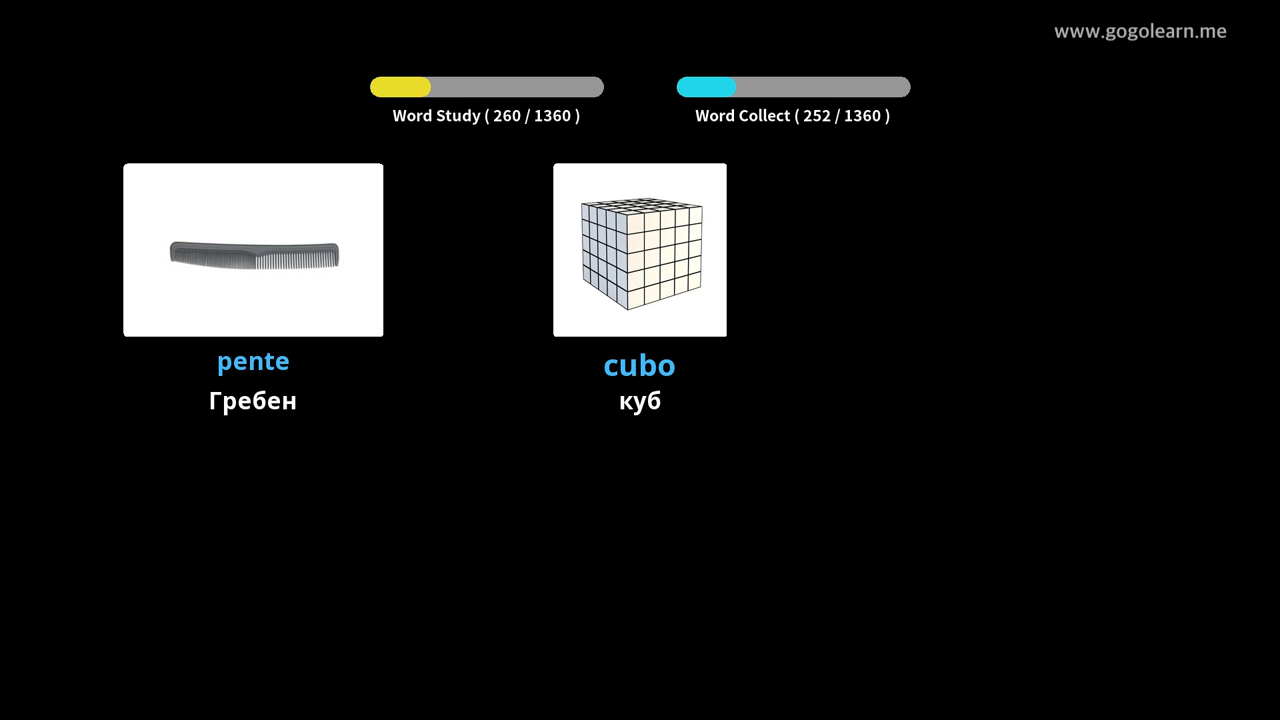 www.gogolearn.me
Word Study ( 260 / 1360 )
Word Collect ( 252 / 1360 )
pente
Гребен
cubo
куб